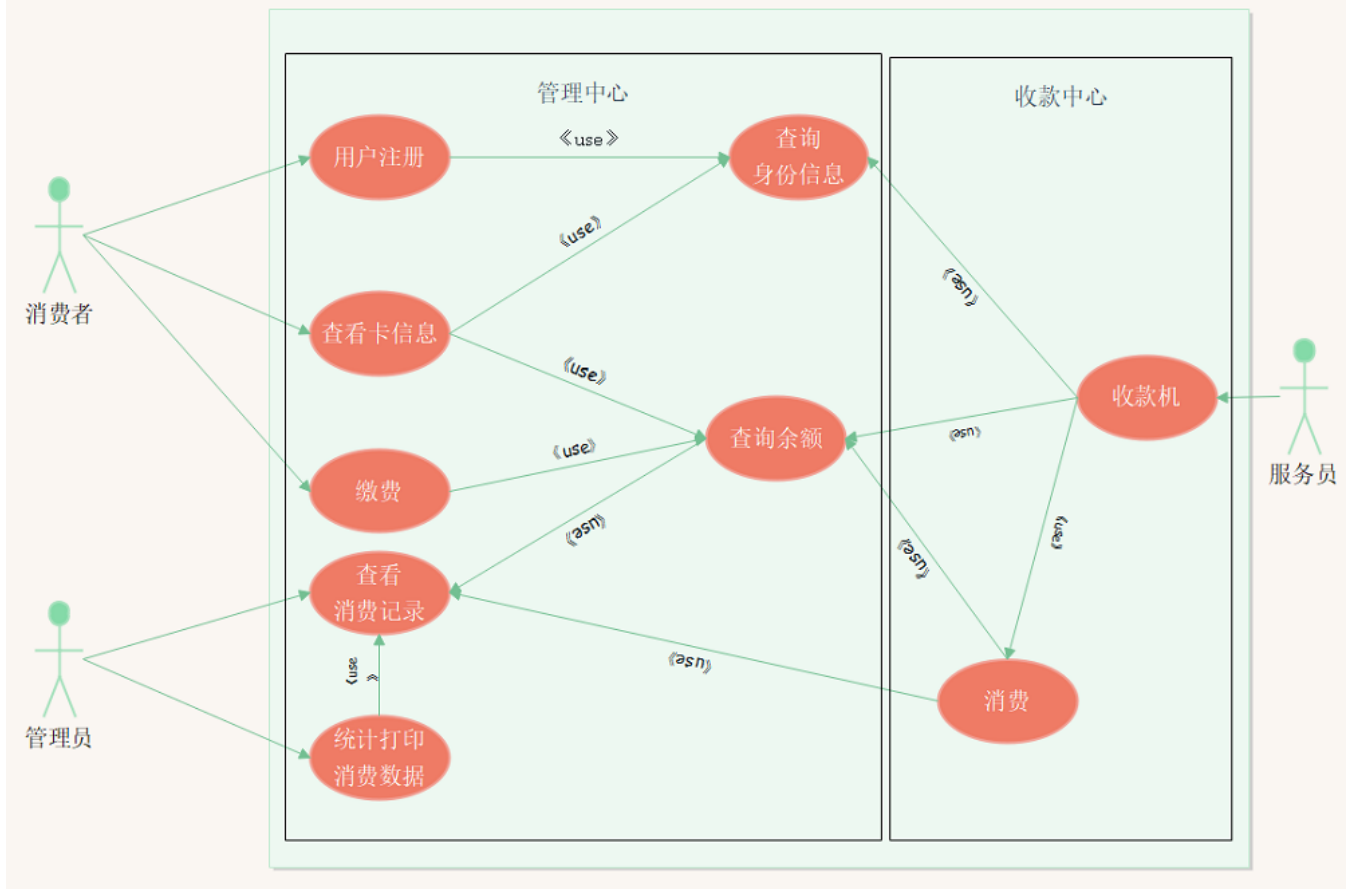 管理中心
收款中心
用户注册
《use》
查询
身份信息
《use》
消费者
查看卡信息
《use》
《use》
收款机
查询余额
《use》
《use》
服务员
缴费
《use》
《use》
《use》
查看
消费记录
《use》
《use》
消费
管理员
统计打印
消费数据